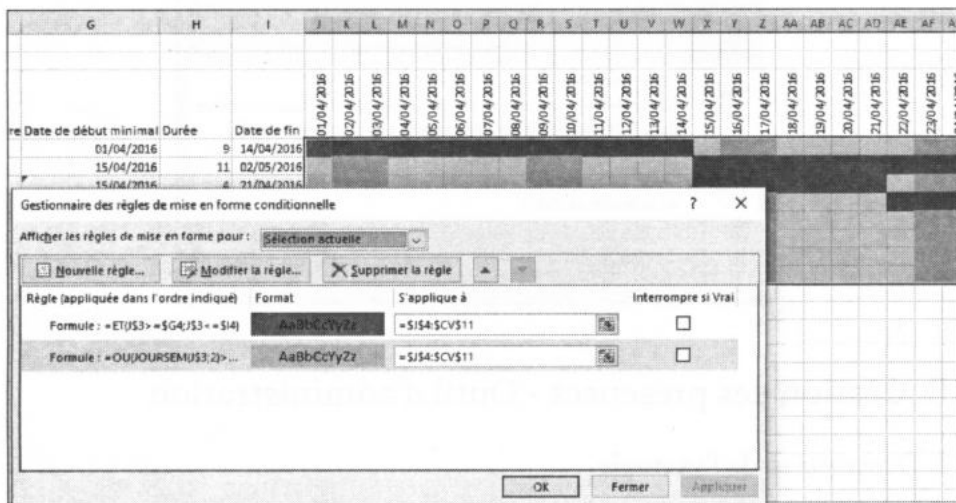 G H I J K L M N O P Q R S T U V W X Y Z AA AB AC AD AE AF
01/04/2016 02/04/2016 03/04/2016 04/04/2016 05/04/2016 06/04/2016 07/04/2016 08/04/2016 09/04/2016 10/04/2016 11/04/2016 12/04/2016 13/04/2016 14/04/2016 15/04/2016 16/04/2016 17/04/2016 18/04/2016 19/04/2016 20/04/2016 21/04/2016 22/04/2016 23/04/2016
re Date de début minimal Durée Date de fin
01/04/2016 9 14/04/2016
15/04/2016 11 02/05/2016
15/04/2016 21/04/2016
Gestionnaire des règles de mise en forme conditionnelle ? ×
Afficher les règles de mise en forme pour : Sélection actuelle
Nouvelle règle... Modifier la règle... Supprimer la règle
Règle (appliquée dans l'ordre indiqué) Format S'applique à Interrompre si Vrai
Formule : =ET(J$3>=$G4;J$3<=$I4) AaBbCcYyZz =$J$4:$CV$11
Formule : =OU(JOURSEM(J$3;2)>... AaBbCcYyZz =$J$4:$CV$11
OK Fermer Appliquer